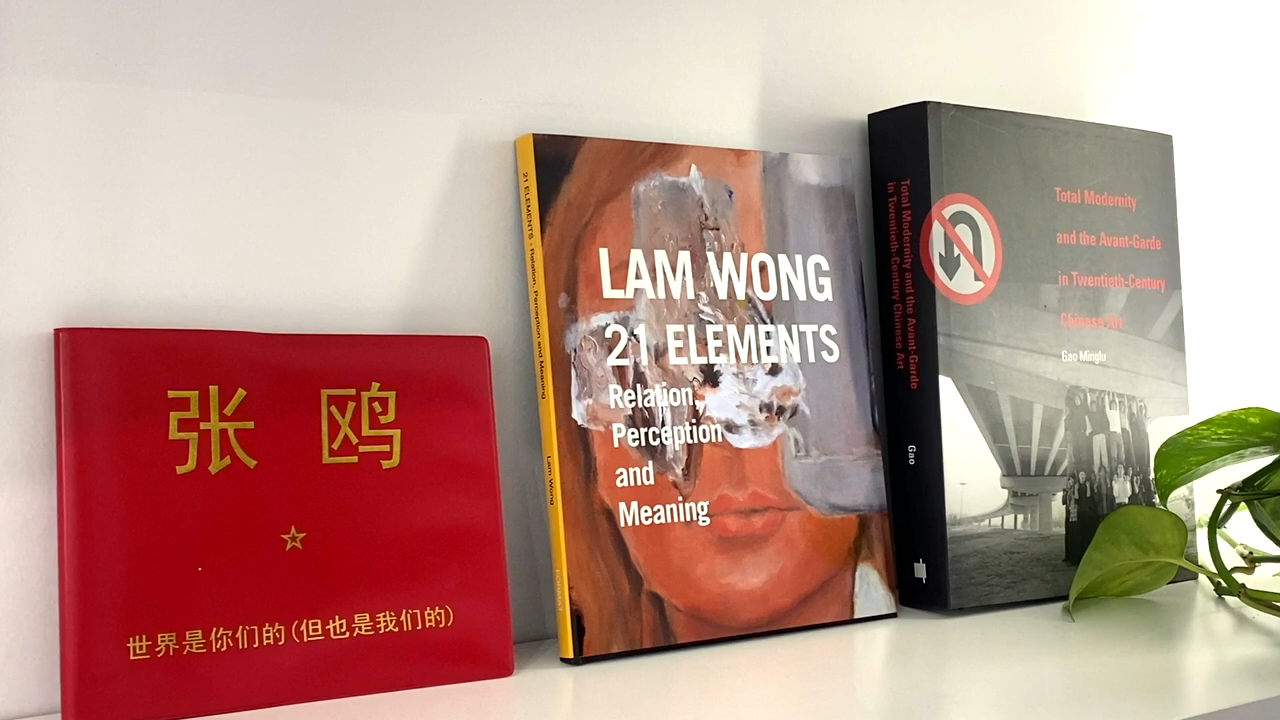 张 鸥
世界是你们的(但也是我们的)
21 ELEMENTS - Relation, Perception and Meaning
Lam Wong
LAM WONG
21 ELEMENTS
Relation,
Perception
and
Meaning
Total Modernity and the Avant-Garde
in Twentieth-Century Chinese Art
Gao
Total Modernity
and the Avant-Garde
in Twentieth-Century
Chinese Art
Gao Minglu